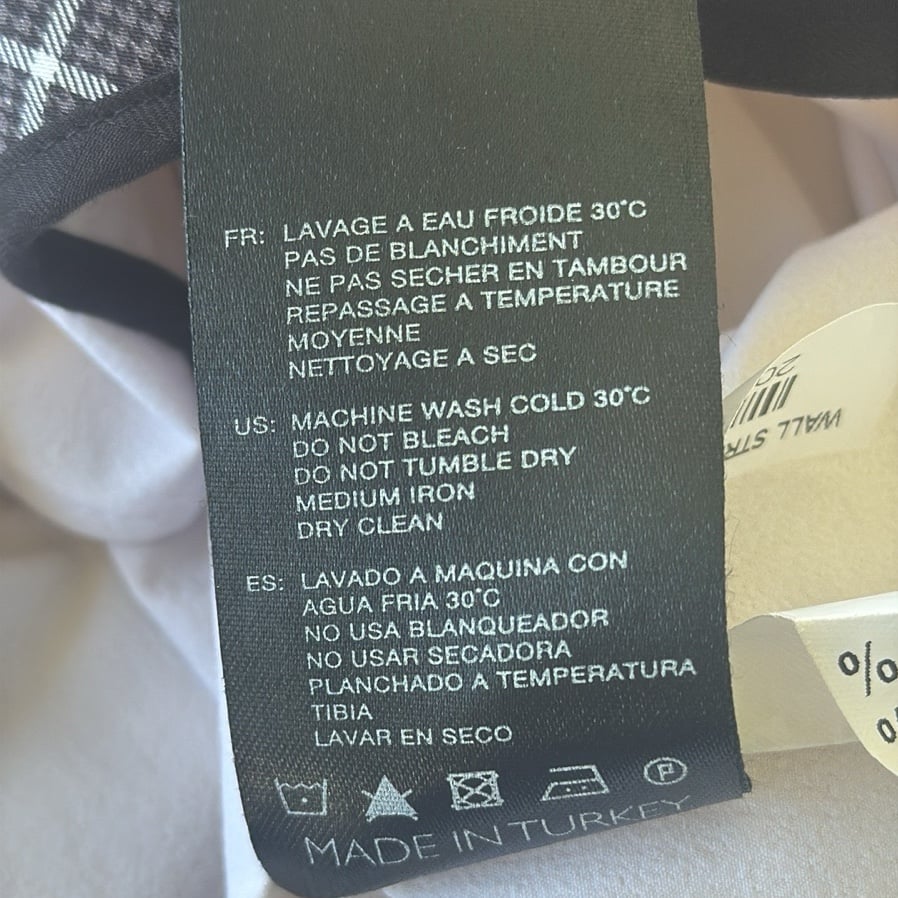 FR: LAVAGE A EAU FROIDE 30°C
PAS DE BLANCHIMENT
NE PAS SECHER EN TAMBOUR
REPASSAGE A TEMPERATURE
MOYENNE
NETTOYAGE A SEC
US: MACHINE WASH COLD 30°C
DO NOT BLEACH
DO NOT TUMBLE DRY
MEDIUM IRON
DRY CLEAN
ES: LAVADO A MAQUINA CON
AGUA FRIA 30°C
NO USA BLANQUEADOR
NO USAR SECADORA
PLANCHADO A TEMPERATURA
TIBIA
LAVAR EN SECO
P
MADE IN TURKEY
WALL
%